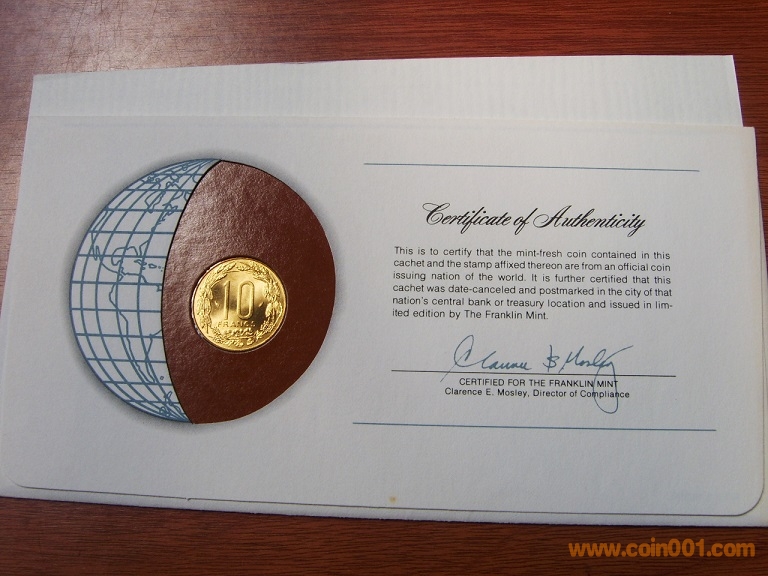 10
FRANCS
Certificate of Authenticity
This is to certify that the mint-fresh coin contained in this
cachet and the stamp affixed thereon are from an official coin
issuing nation of the world. It is further certified that this
cachet was date-canceled and postmarked in the city of that
nation's central bank or treasury location and issued in lim-
ited edition by The Franklin Mint.
CERTIFIED FOR THE FRANKLIN MINT
Clarence E. Mosley, Director of Compliance
www.coin001.com